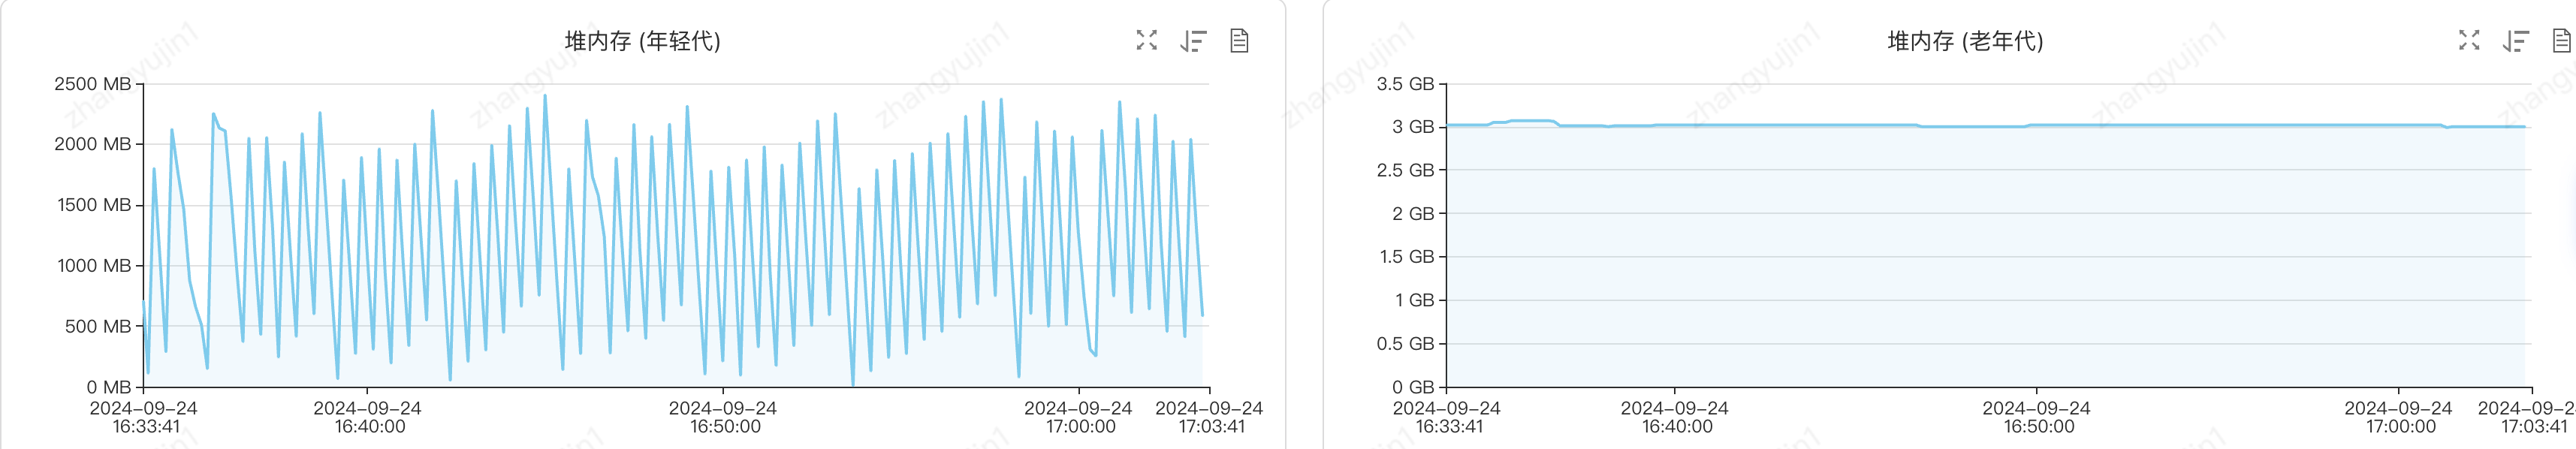 堆内存 (年轻代)
2500 MB
2000 MB
1500 MB
1000 MB
500 MB
0 MB
2024-09-24
16:33:41
2024-09-24
16:40:00
2024-09-24
16:50:00
2024-09-24
17:00:00
2024-09-24
17:03:41
堆内存 (老年代)
3.5 GB
3 GB
2.5 GB
2 GB
1.5 GB
1 GB
0.5 GB
0 GB
2024-09-24
16:33:41
2024-09-24
16:40:00
2024-09-24
16:50:00
2024-09-24
17:00:00
2024-09-2
17:03:41
zhangyujin1
zhangyujin1
zhangyujin1
zhangyujin1
zhangyujin1
zhangyujin1